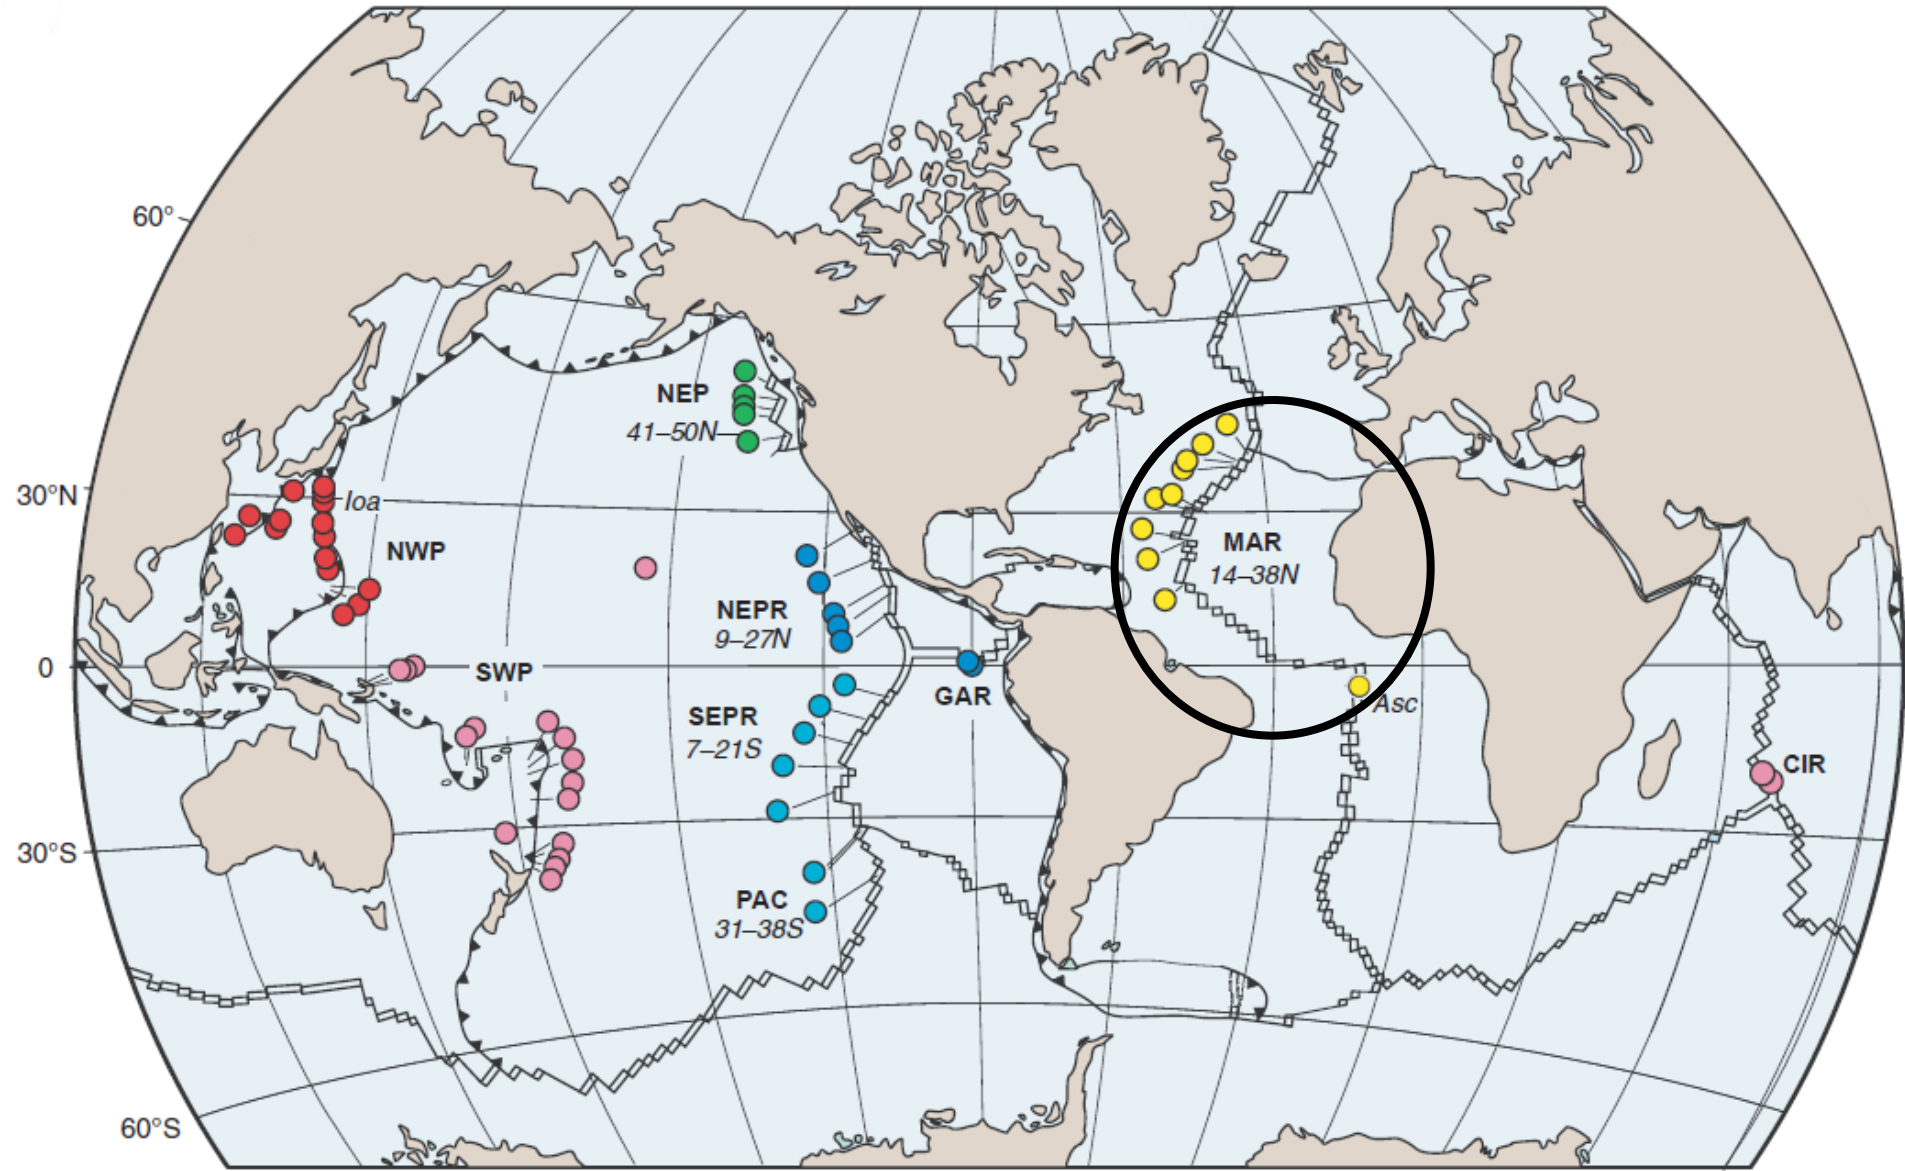 60°
NEP
41–50N
30°N
Ioa
NWP
MAR
14–38N
NEPR
9–27N
0
SWP
GAR
SEPR
7–21S
Asc
CIR
30°S
PAC
31–38S
60°S